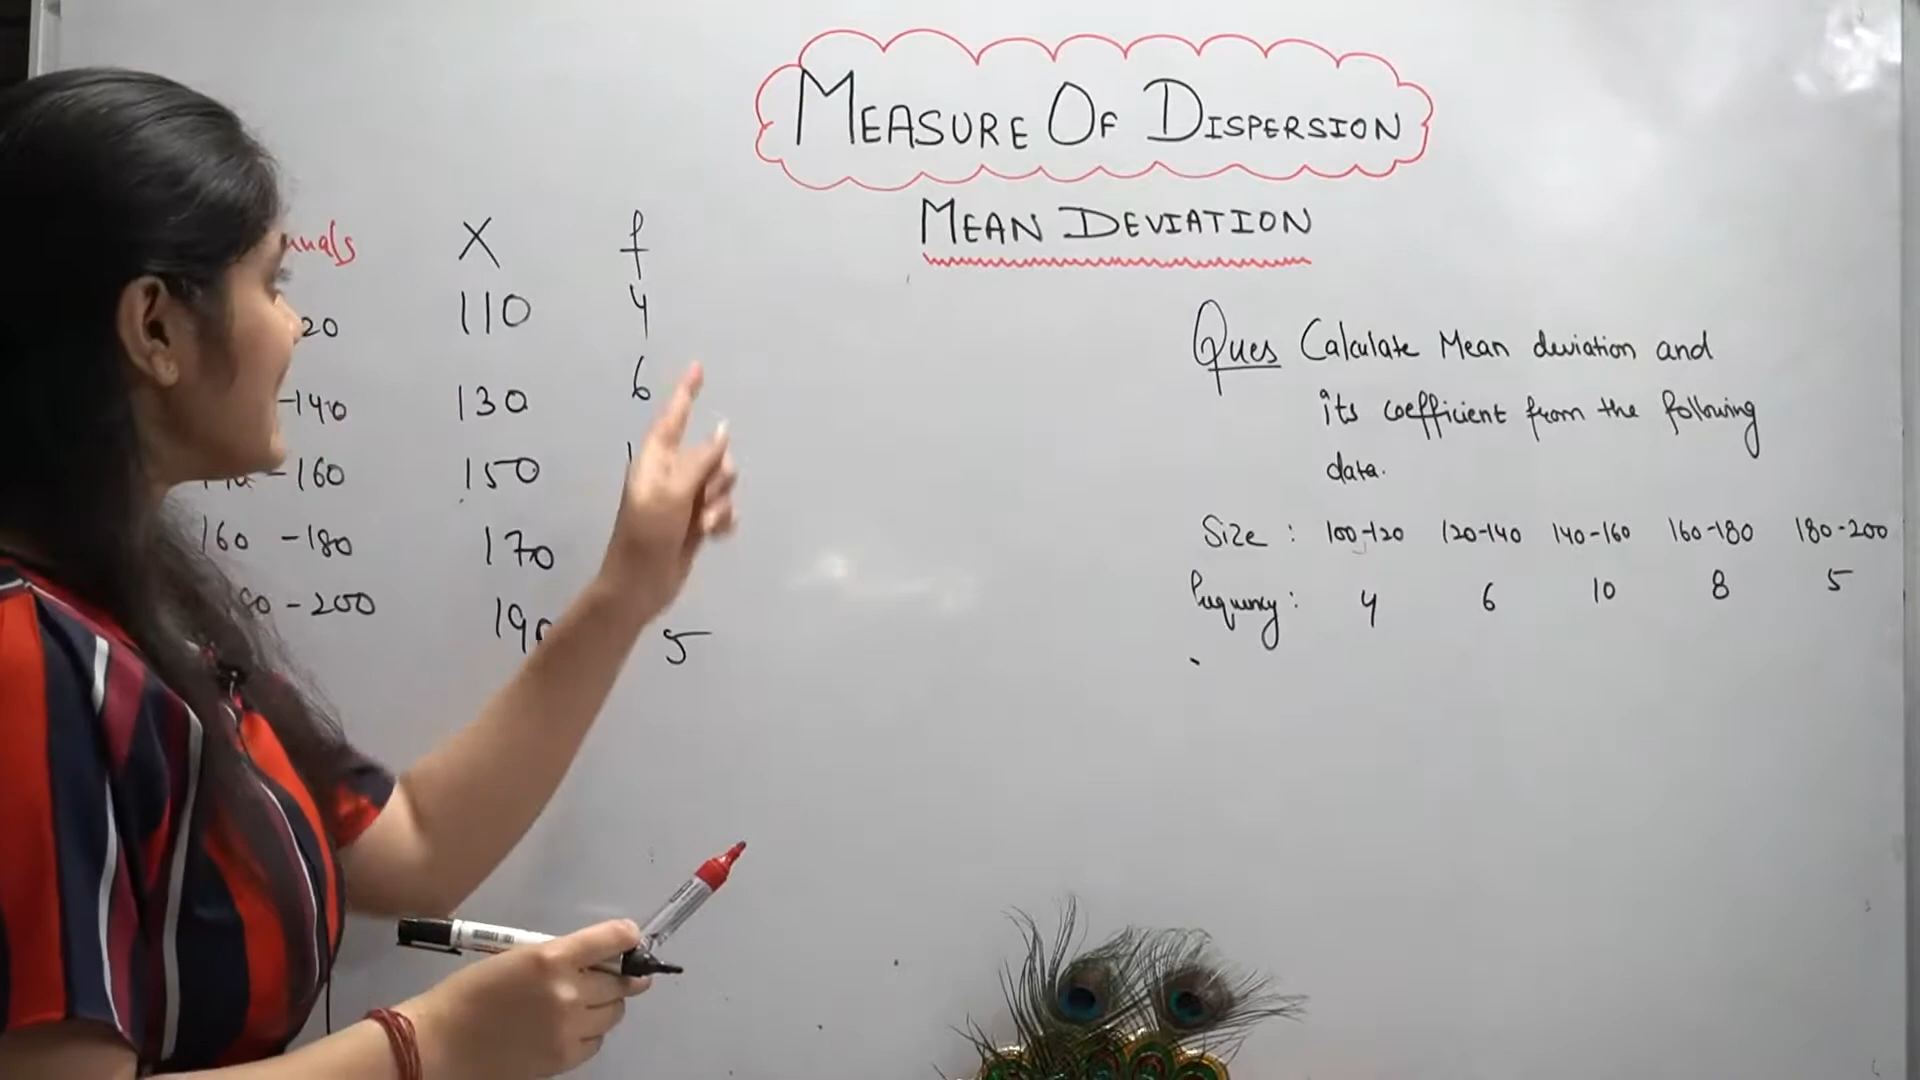 MEASURE OF DISPERSION
MEAN DEVIATION
X f
20 110 4
-140 130 6
-160 150
160 -180 170
-200 190 5
Ques Calculate Mean deviation and
its coefficient from the following
data.
Size : 100-120 120-140 140-160 160-180 180-200
Frequency : 4 6 10 8 5